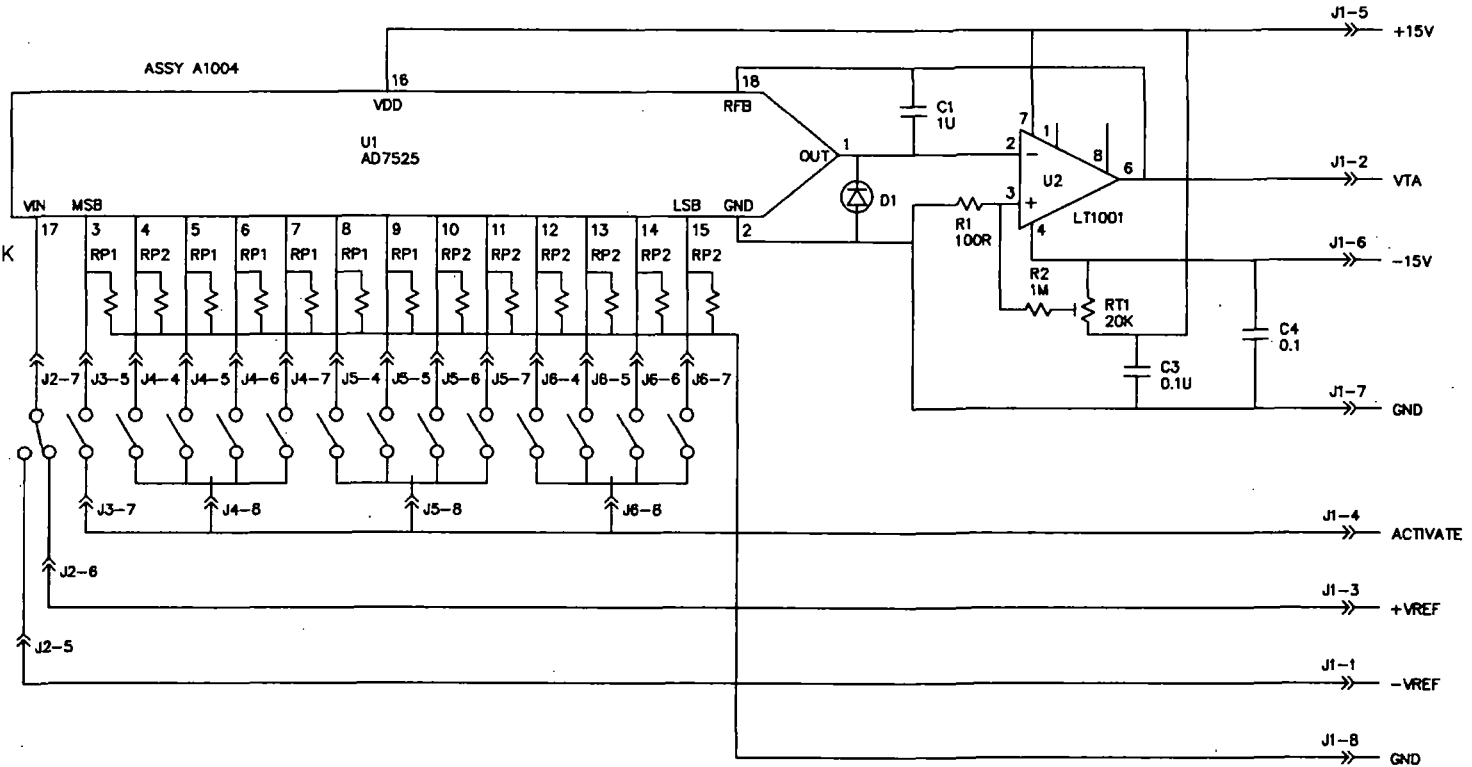 J1-5
+15V
ASSY A1004
16
18
VDD
RFB
C1
1U
U1
AD7525
7
1
8
OUT
1
2
6
J1-2
VTA
U2
D1
3
VIN
MSB
LSB
GND
LT1001
17
3
4
5
6
7
8
9
10
11
12
13
14
15
2
R1
100R
4
J1-6
-15V
K
RP1
RP2
RP1
RP1
RP1
RP1
RP1
RP2
RP2
RP2
RP2
RP2
RP2
R2
1M
RT1
20K
C4
0.1
C3
0.1U
J2-7
J3-5
J4-4
J4-5
J4-6
J4-7
J5-4
J5-5
J5-6
J5-7
J6-4
J6-5
J6-6
J6-7
J1-7
GND
J3-7
J4-8
J5-8
J6-8
J1-4
ACTIVATE
J2-6
J1-3
+VREF
J2-5
J1-1
-VREF
J1-8
GND